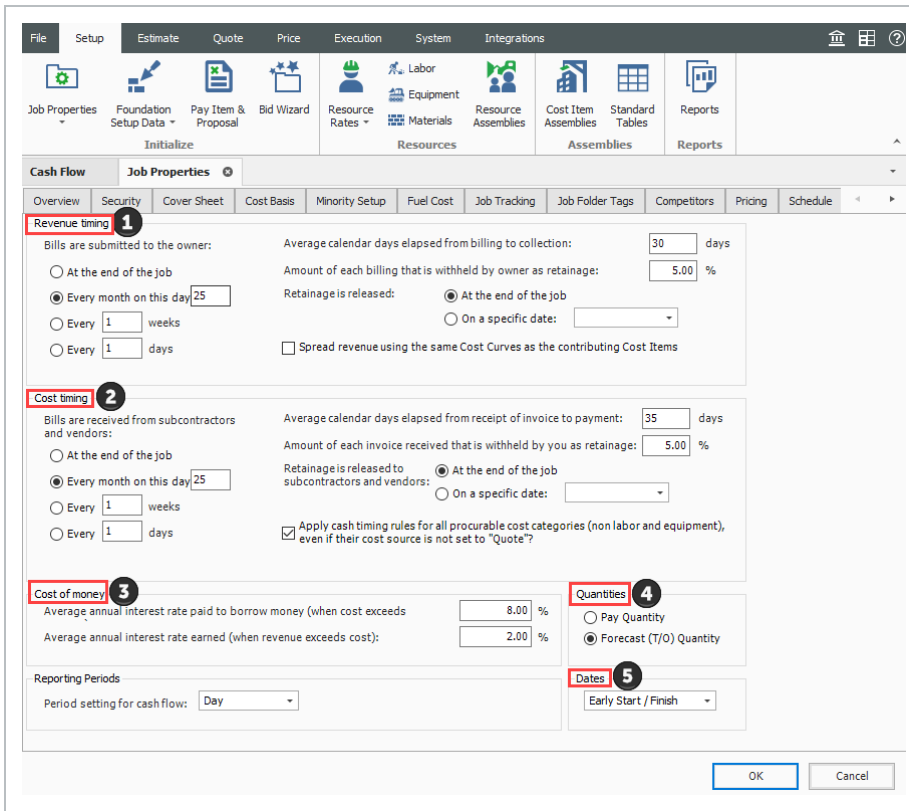 File Setup Estimate Quote Price Execution System Integrations
Job Properties Foundation Setup Data Pay Item & Proposal Bid Wizard Resource Rates Labor Equipment Materials Resource Assemblies Cost Item Assemblies Standard Tables Reports
Initialize Resources Assemblies Reports
Cash Flow Job Properties
Overview Security Cover Sheet Cost Basis Minority Setup Fuel Cost Job Tracking Job Folder Tags Competitors Pricing Schedule
Revenue timing 1
Bills are submitted to the owner:
At the end of the job
Every month on this day 25
Every 1 weeks
Every 1 days
Average calendar days elapsed from billing to collection: 30 days
Amount of each billing that is withheld by owner as retainage: 5.00 %
Retainage is released: At the end of the job
On a specific date:
Spread revenue using the same Cost Curves as the contributing Cost Items
Cost timing 2
Bills are received from subcontractors
and vendors:
At the end of the job
Every month on this day 25
Every 1 weeks
Every 1 days
Average calendar days elapsed from receipt of invoice to payment: 35 days
Amount of each invoice received that is withheld by you as retainage: 5.00 %
Retainage is released to
subcontractors and vendors:
At the end of the job
On a specific date:
Apply cash timing rules for all procurable cost categories (non labor and equipment),
even if their cost source is not set to "Quote"?
Cost of money 3
Average annual interest rate paid to borrow money (when cost exceeds 8.00 %
Average annual interest rate earned (when revenue exceeds cost): 2.00 %
Quantities 4
Pay Quantity
Forecast (T/O) Quantity
Reporting Periods
Period setting for cash flow: Day
Dates 5
Early Start / Finish
OK Cancel